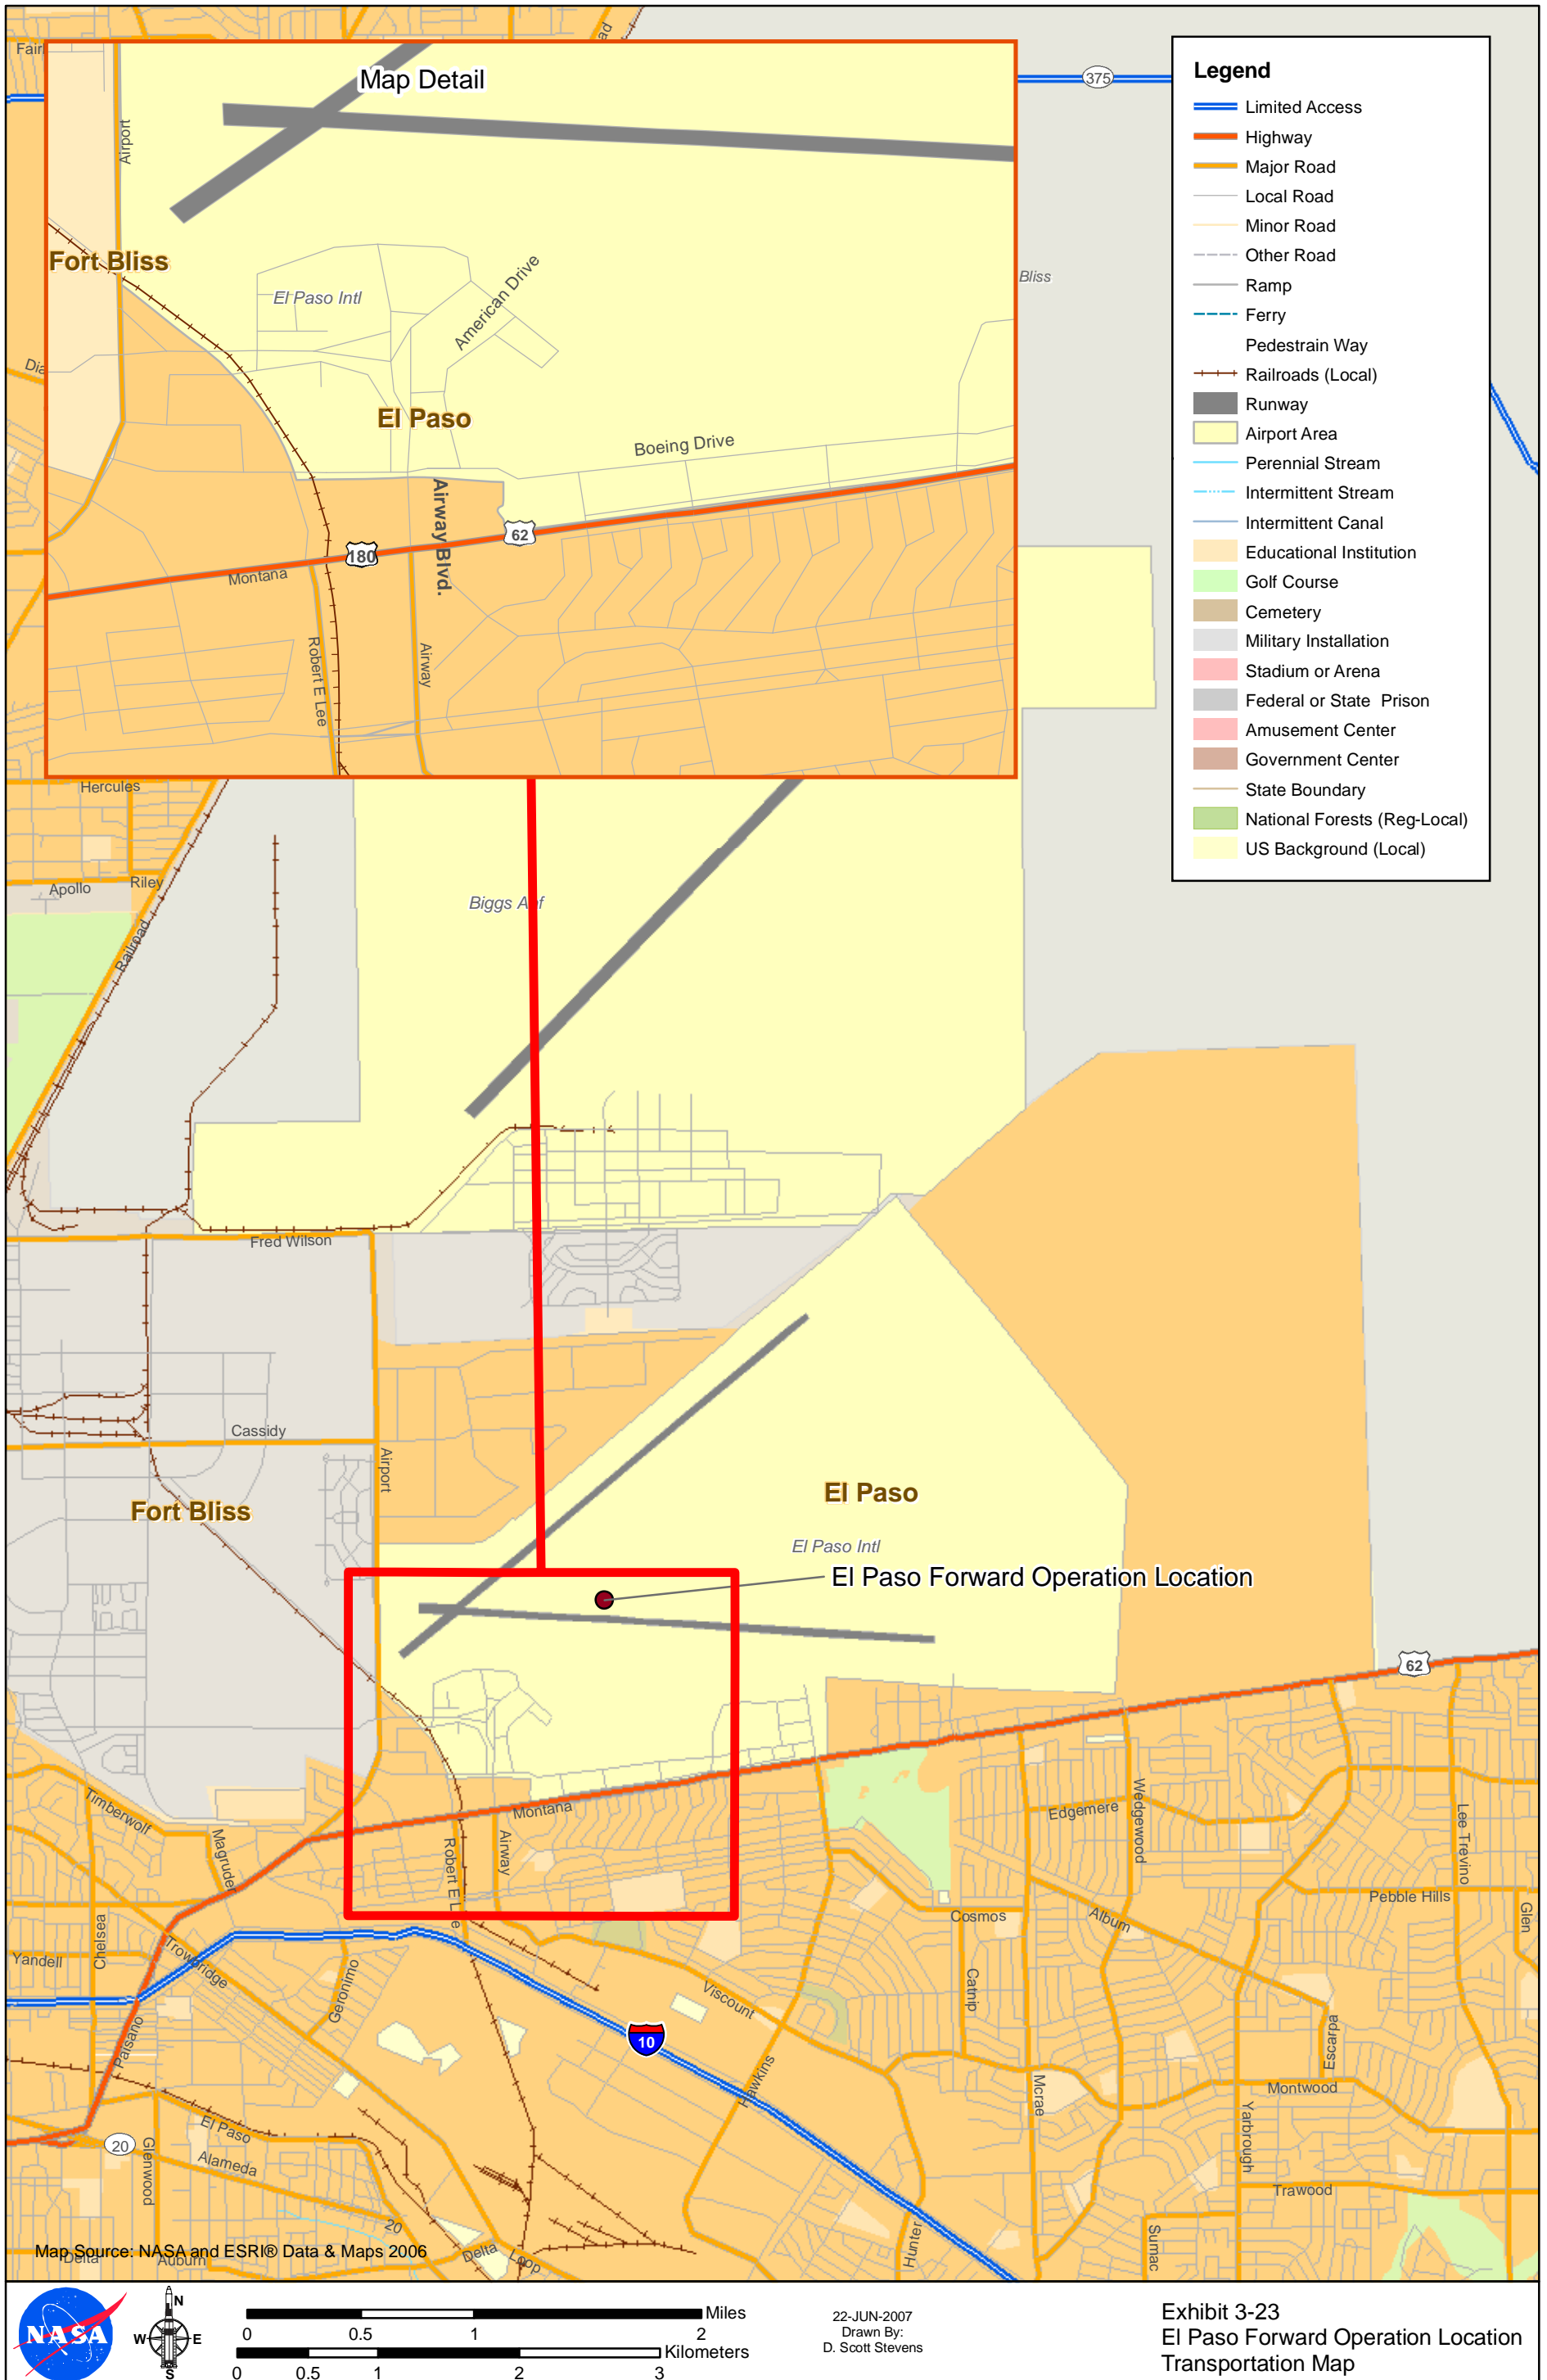 Map Detail
Fort Bliss
El Paso Intl
American Drive
El Paso
Boeing Drive
Airway Blvd.
62
180
Montana
Robert E Lee
Airway
Airport
375
Bliss
Legend
Limited Access
Highway
Major Road
Local Road
Minor Road
Other Road
Ramp
Ferry
Pedestrain Way
Railroads (Local)
Runway
Airport Area
Perennial Stream
Intermittent Stream
Intermittent Canal
Educational Institution
Golf Course
Cemetery
Military Installation
Stadium or Arena
Federal or State Prison
Amusement Center
Government Center
State Boundary
National Forests (Reg-Local)
US Background (Local)
Hercules
Apollo
Riley
Railroad
Biggs Aaf
Fred Wilson
Cassidy
Airport
Fort Bliss
El Paso
El Paso Intl
El Paso Forward Operation Location
62
Timberwolf
Magruder
Montana
Robert E Lee
Airway
Edgemere
Wedgewood
Lee Trevino
Pebble Hills
Glen
Cosmos
Album
Chelsea
Yandell
Trowbridge
Geronimo
Viscount
Catnip
10
Paisano
Hawkins
Mcrae
Escarpa
Montwood
Yarbrough
Trawood
El Paso
20
Glenwood
Alameda
20
Hunter
Sumac
Delta
Auburn
Delta
Loop
Map Source: NASA and ESRI® Data & Maps 2006
NASA
N
W E
S
Miles
0 0.5 1 2
Kilometers
0 0.5 1 2 3
22-JUN-2007
Drawn By:
D. Scott Stevens
Exhibit 3-23
El Paso Forward Operation Location
Transportation Map